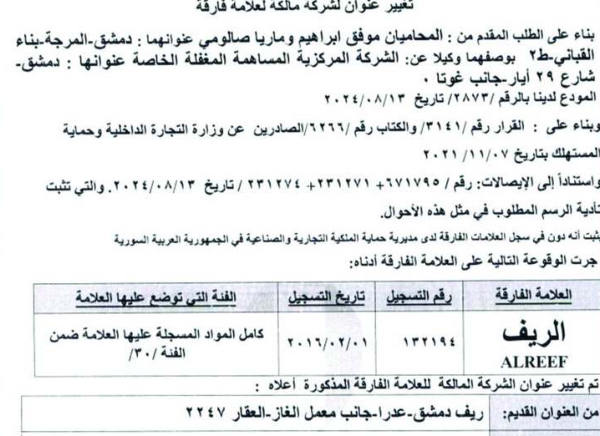 تغيير عنوان لشركة مالكة لعلامة فارقة
بناء على الطلب المقدم من : المحاميان موفق ابراهيم وماريا صالومي عنوانهما : دمشق-المرجة-بناء
القباني-ط٢ بوصفهما وكيلا عن: الشركة المركزية المساهمة المغفلة الخاصة عنوانها : دمشق-
شارع ٢٩ أيار-جانب غوتا ٠
المودع لدينا بالرقم /٢٨٧٣/ تاريخ ٢٠٢٤/٠٨/١٣
وبناء على : القرار رقم /٣١٤١/ والكتاب رقم /٦٢٦٦/الصادرين عن وزارة التجارة الداخلية وحماية
المستهلك بتاريخ ٢٠٢١/١١/٠٧
واستناداً إلى الإيصالات: رقم / ٦٧١٧٩٥+ ٢٣١٢٧١+ ٢٣١٢٧٤ / تاريخ ٢٠٢٤/٠٨/١٣. والتي تثبت
تأدية الرسم المطلوب في مثل هذه الأحوال.
يثبت أنه دون في سجل العلامات الفارقة لدى مديرية حماية الملكية التجارية والصناعية في الجمهورية العربية السورية
جرت الوقوعة التالية على العلامة الفارقة أدناه:
العلامة الفارقة رقم التسجيل تاريخ التسجيل الفئة التي توضع عليها العلامة
الريف ١٣٢١٩٤ ٢٠١٦/٠٢/٠١ كامل المواد المسجلة عليها العلامة ضمن
ALREEF الفئة /٣٠/
تم تغيير عنوان الشركة المالكة للعلامة الفارقة المذكورة أعلاه :
من العنوان القديم: ريف دمشق-عدرا-جانب معمل الغاز-العقار ٢٢٤٧